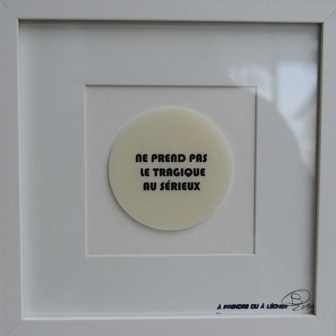 NE PREND PAS
LE TRAGIQUE
AU SÉRIEUX
À PRENDRE OU À LÉCHER